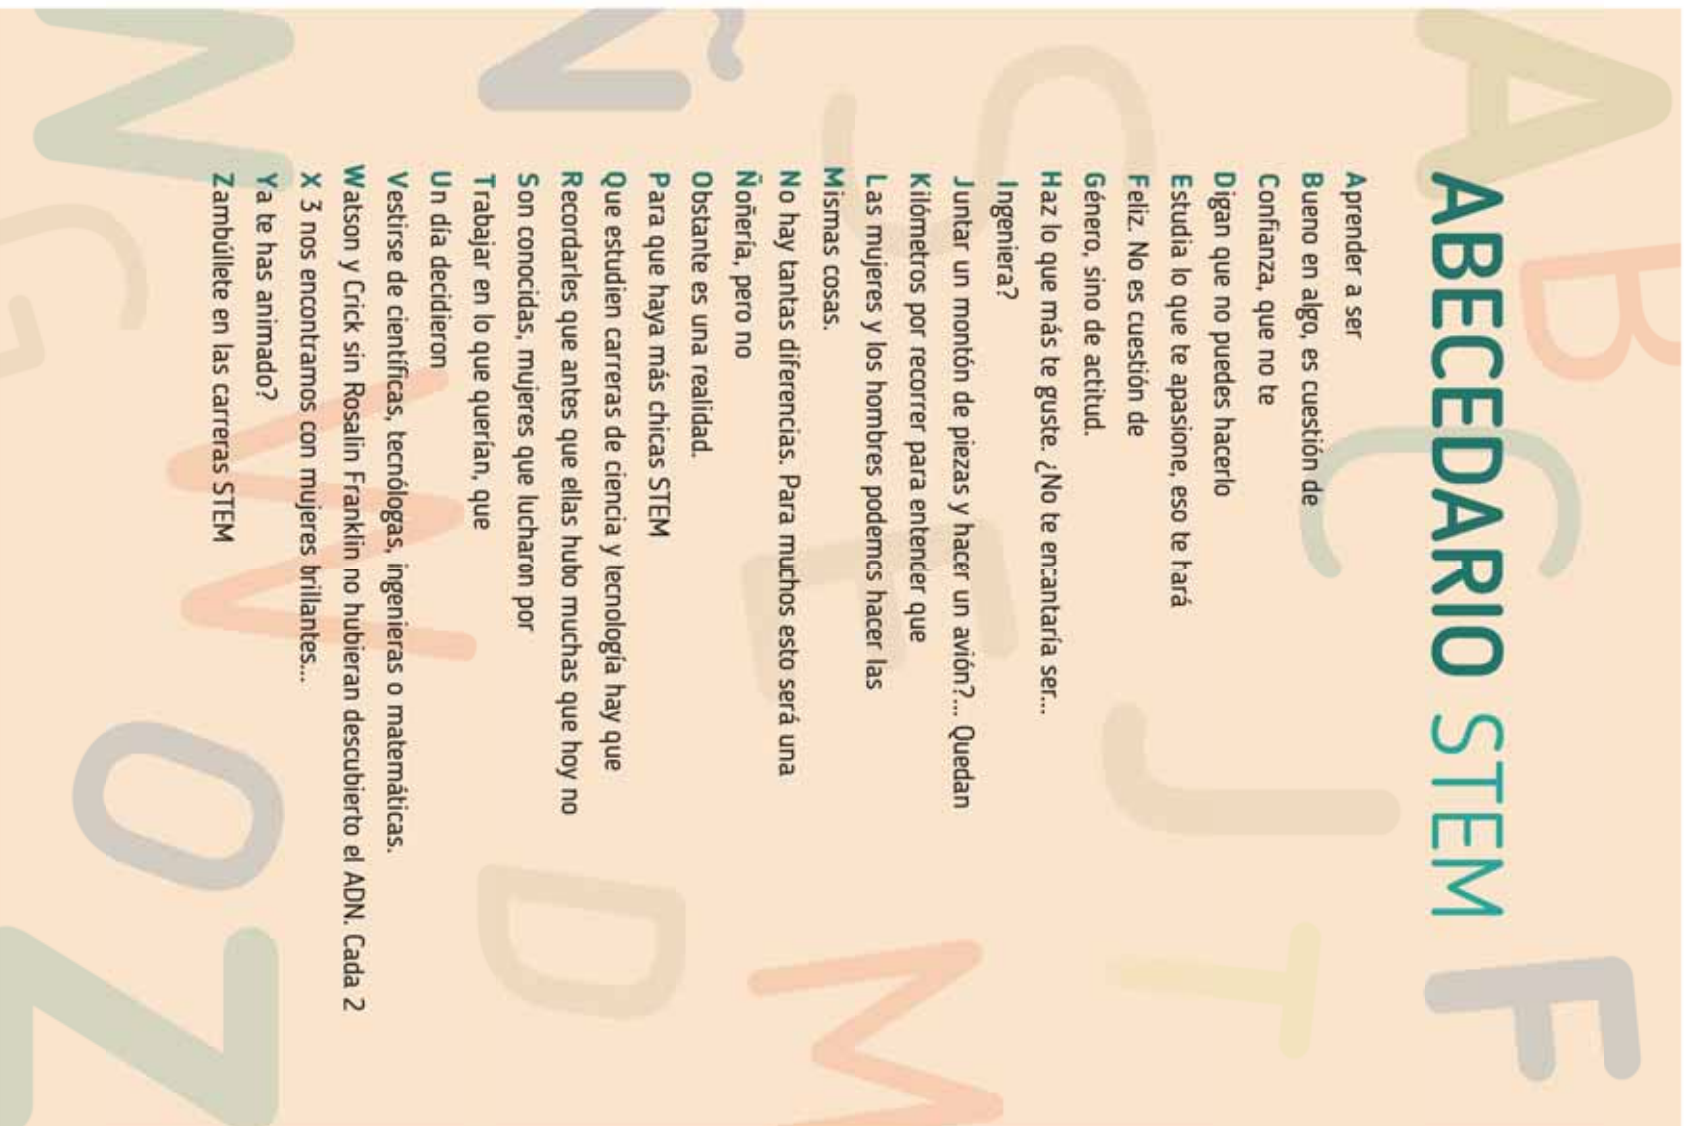 ABECEDARIO STEM
Aprender a ser
Bueno en algo, es cuestión de
Confianza, que no te
Digan que no puedes hacerlo
Estudia lo que te apasione, eso te hará
Feliz. No es cuestión de
Género, sino de actitud.
Haz lo que más te guste. ¿No te encantaría ser...
Ingeniera?
Juntar un montón de piezas y hacer un avión?... Quedan
Kilómetros por recorrer para entender que
Las mujeres y los hombres podemos hacer las
Mismas cosas.
No hay tantas diferencias. Para muchos esto será una
Ñoñería, pero no
Obstante es una realidad.
Para que haya más chicas STEM
Que estudien carreras de ciencia y tecnología hay que
Recordarles que antes que ellas hubo muchas que hoy no
Son conocidas, mujeres que lucharon por
Trabajar en lo que querían, que
Un día decidieron
Vestirse de científicas, tecnólogas, ingenieras o matemáticas.
Watson y Crick sin Rosalin Franklin no hubieran descubierto el ADN. Cada 2
X 3 nos encontramos con mujeres brillantes...
Ya te has animado?
Zambúllete en las carreras STEM